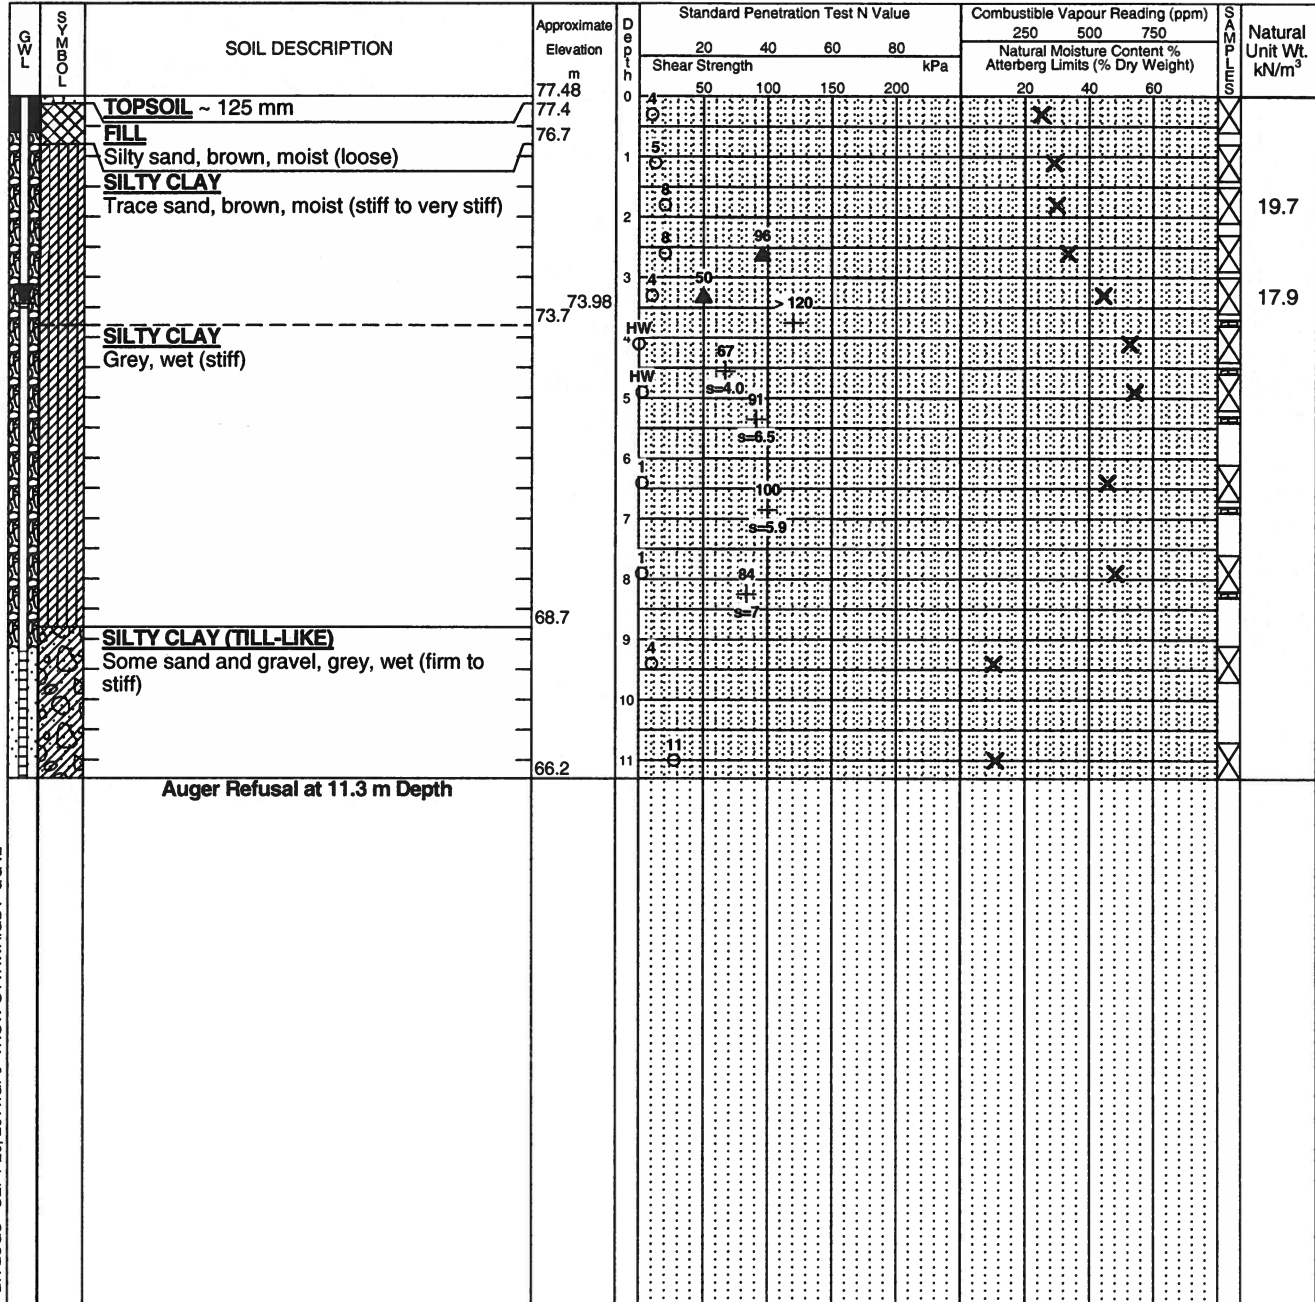 GWL
SYMBOL
SOIL DESCRIPTION
Approximate
Elevation
m
Depth
Standard Penetration Test N Value
20 40 60 80
Shear Strength kPa
50 100 150 200
Combustible Vapour Reading (ppm)
250 500 750
Natural Moisture Content %
Atterberg Limits (% Dry Weight)
20 40 60
SAMPLES
Natural
Unit Wt.
kN/m³
77.48
0
TOPSOIL ~ 125 mm
77.4
4
FILL
76.7
Silty sand, brown, moist (loose)
5
1
SILTY CLAY
Trace sand, brown, moist (stiff to very stiff)
8
19.7
2
8
96
3
4
50
17.9
73.98
> 120
73.7
SILTY CLAY
Grey, wet (stiff)
HW
4
67
HW
s=4.0
5
91
s=6.5
6
1
100
7
s=5.9
1
8
84
s=7
68.7
SILTY CLAY (TILL-LIKE)
Some sand and gravel, grey, wet (firm to
stiff)
9
4
10
11
11
66.2
Auger Refusal at 11.3 m Depth